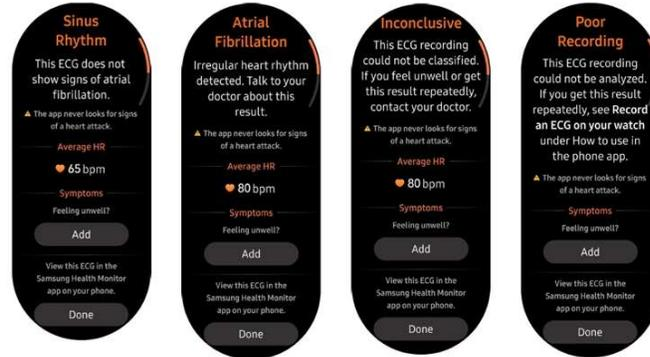 Sinus
Rhythm
This ECG does not
show signs of atrial
fibrillation.
⚠ The app never looks for signs
of a heart attack.
Average HR
65 bpm
Symptoms
Feeling unwell?
Add
View this ECG in the
Samsung Health Monitor
app on your phone.
Done
Atrial
Fibrillation
Irregular heart rhythm
detected. Talk to your
doctor about this
result.
⚠ The app never looks for signs
of a heart attack.
Average HR
80 bpm
Symptoms
Feeling unwell?
Add
View this ECG in the
Samsung Health Monitor
app on your phone.
Done
Inconclusive
This ECG recording
could not be classified.
If you feel unwell or get
this result repeatedly,
contact your doctor.
⚠ The app never looks for signs
of a heart attack.
Average HR
80 bpm
Symptoms
Feeling unwell?
Add
View this ECG in the
Samsung Health Monitor
app on your phone.
Done
Poor
Recording
This ECG recording
could not be analyzed.
If you get this result
repeatedly, see Record
an ECG on your watch
under How to use in
the phone app.
⚠ The app never looks for signs
of a heart attack.
Symptoms
Feeling unwell?
Add
View this ECG in the
Samsung Health Monitor
app on your phone.
Done